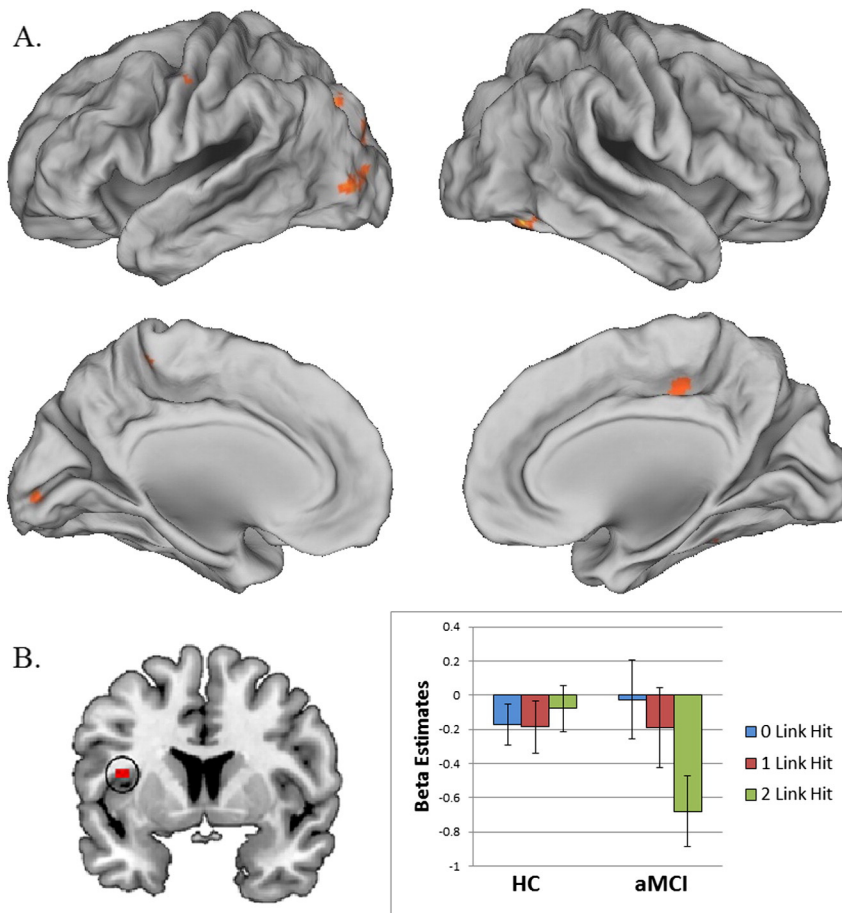 A.
B.
0.4
0.2
0
-0.2
-0.4
-0.6
-0.8
-1
Beta Estimates
HC
aMCI
0 Link Hit
1 Link Hit
2 Link Hit